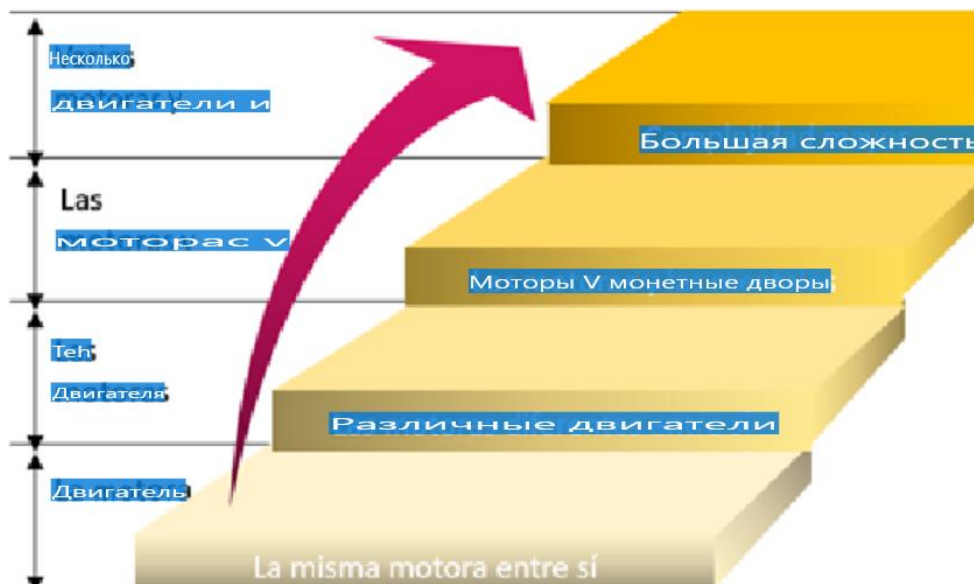 Несколько
двигатели и
Большая сложность
Las
моторас v
Моторы V монетные дворы
Teh
Двигателя
Различные двигатели
Двигатель
La misma motora entre sí